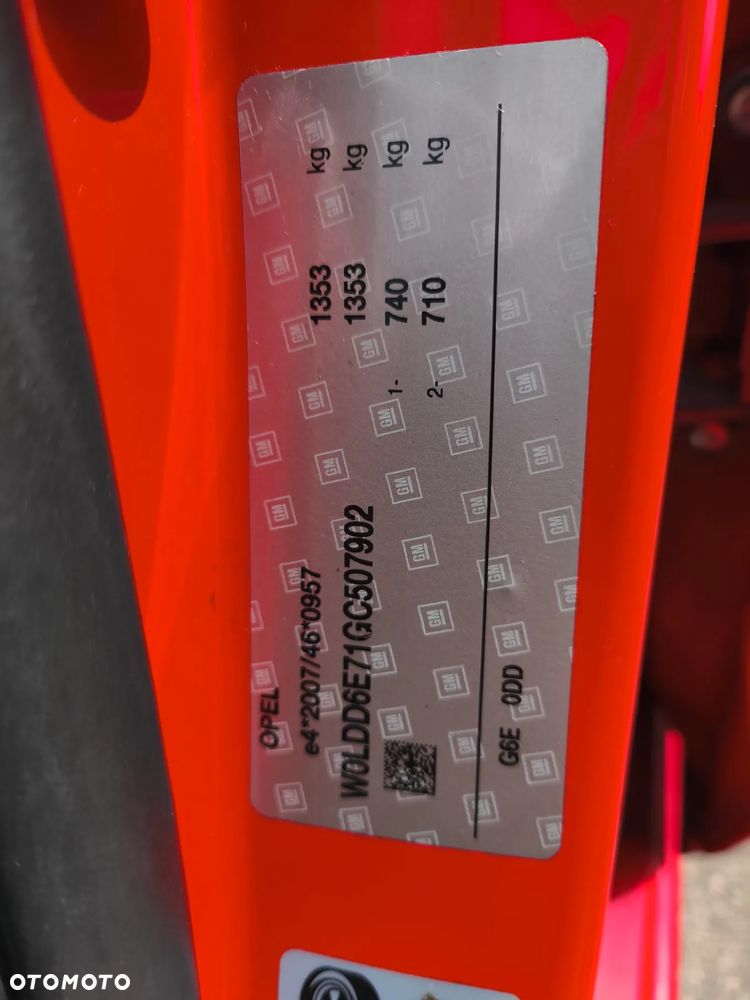 OPEL
e4*2007/46*0957
W0LDD6E71GC507902
1353 kg
1353 kg
1- 740 kg
2- 710 kg
G6E 0DD
OTOMOTO